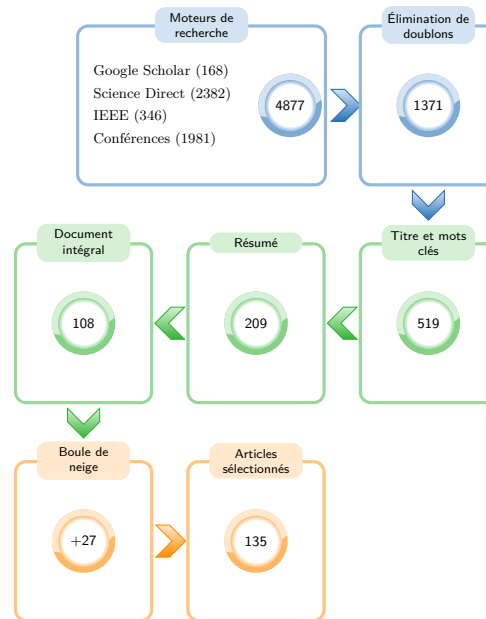 Moteurs de
recherche
Google Scholar (168)
Science Direct (2382)
IEEE (346)
Conférences (1981)
4877
Élimination de
doublons
1371
Titre et mots
clés
519
Résumé
209
Document
intégral
108
Boule de
neige
+27
Articles
sélectionnés
135